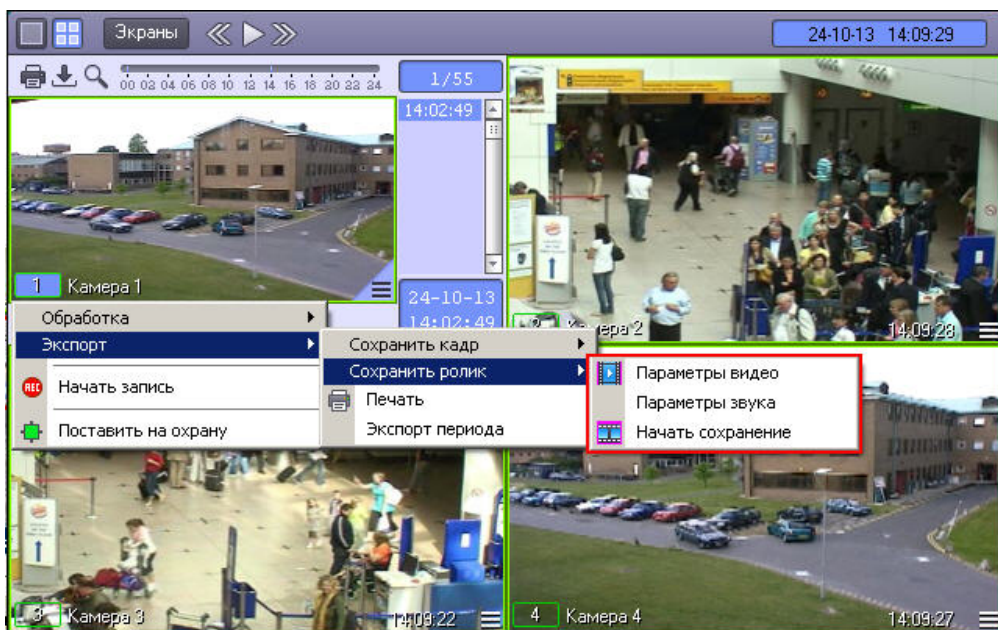 Экраны
24-10-13 14:09:29
00 02 04 06 08 10 12 14 16 18 20 22 24
1/55
14:02:49
1 Камера 1
24-10-13
14:02:49
2 Камера 2
14:09:28
Обработка
Экспорт
REC Начать запись
Поставить на охрану
Сохранить кадр
Сохранить ролик
Печать
Экспорт периода
Параметры видео
Параметры звука
Начать сохранение
3 Камера 3
14:09:22
4 Камера 4
14:09:27